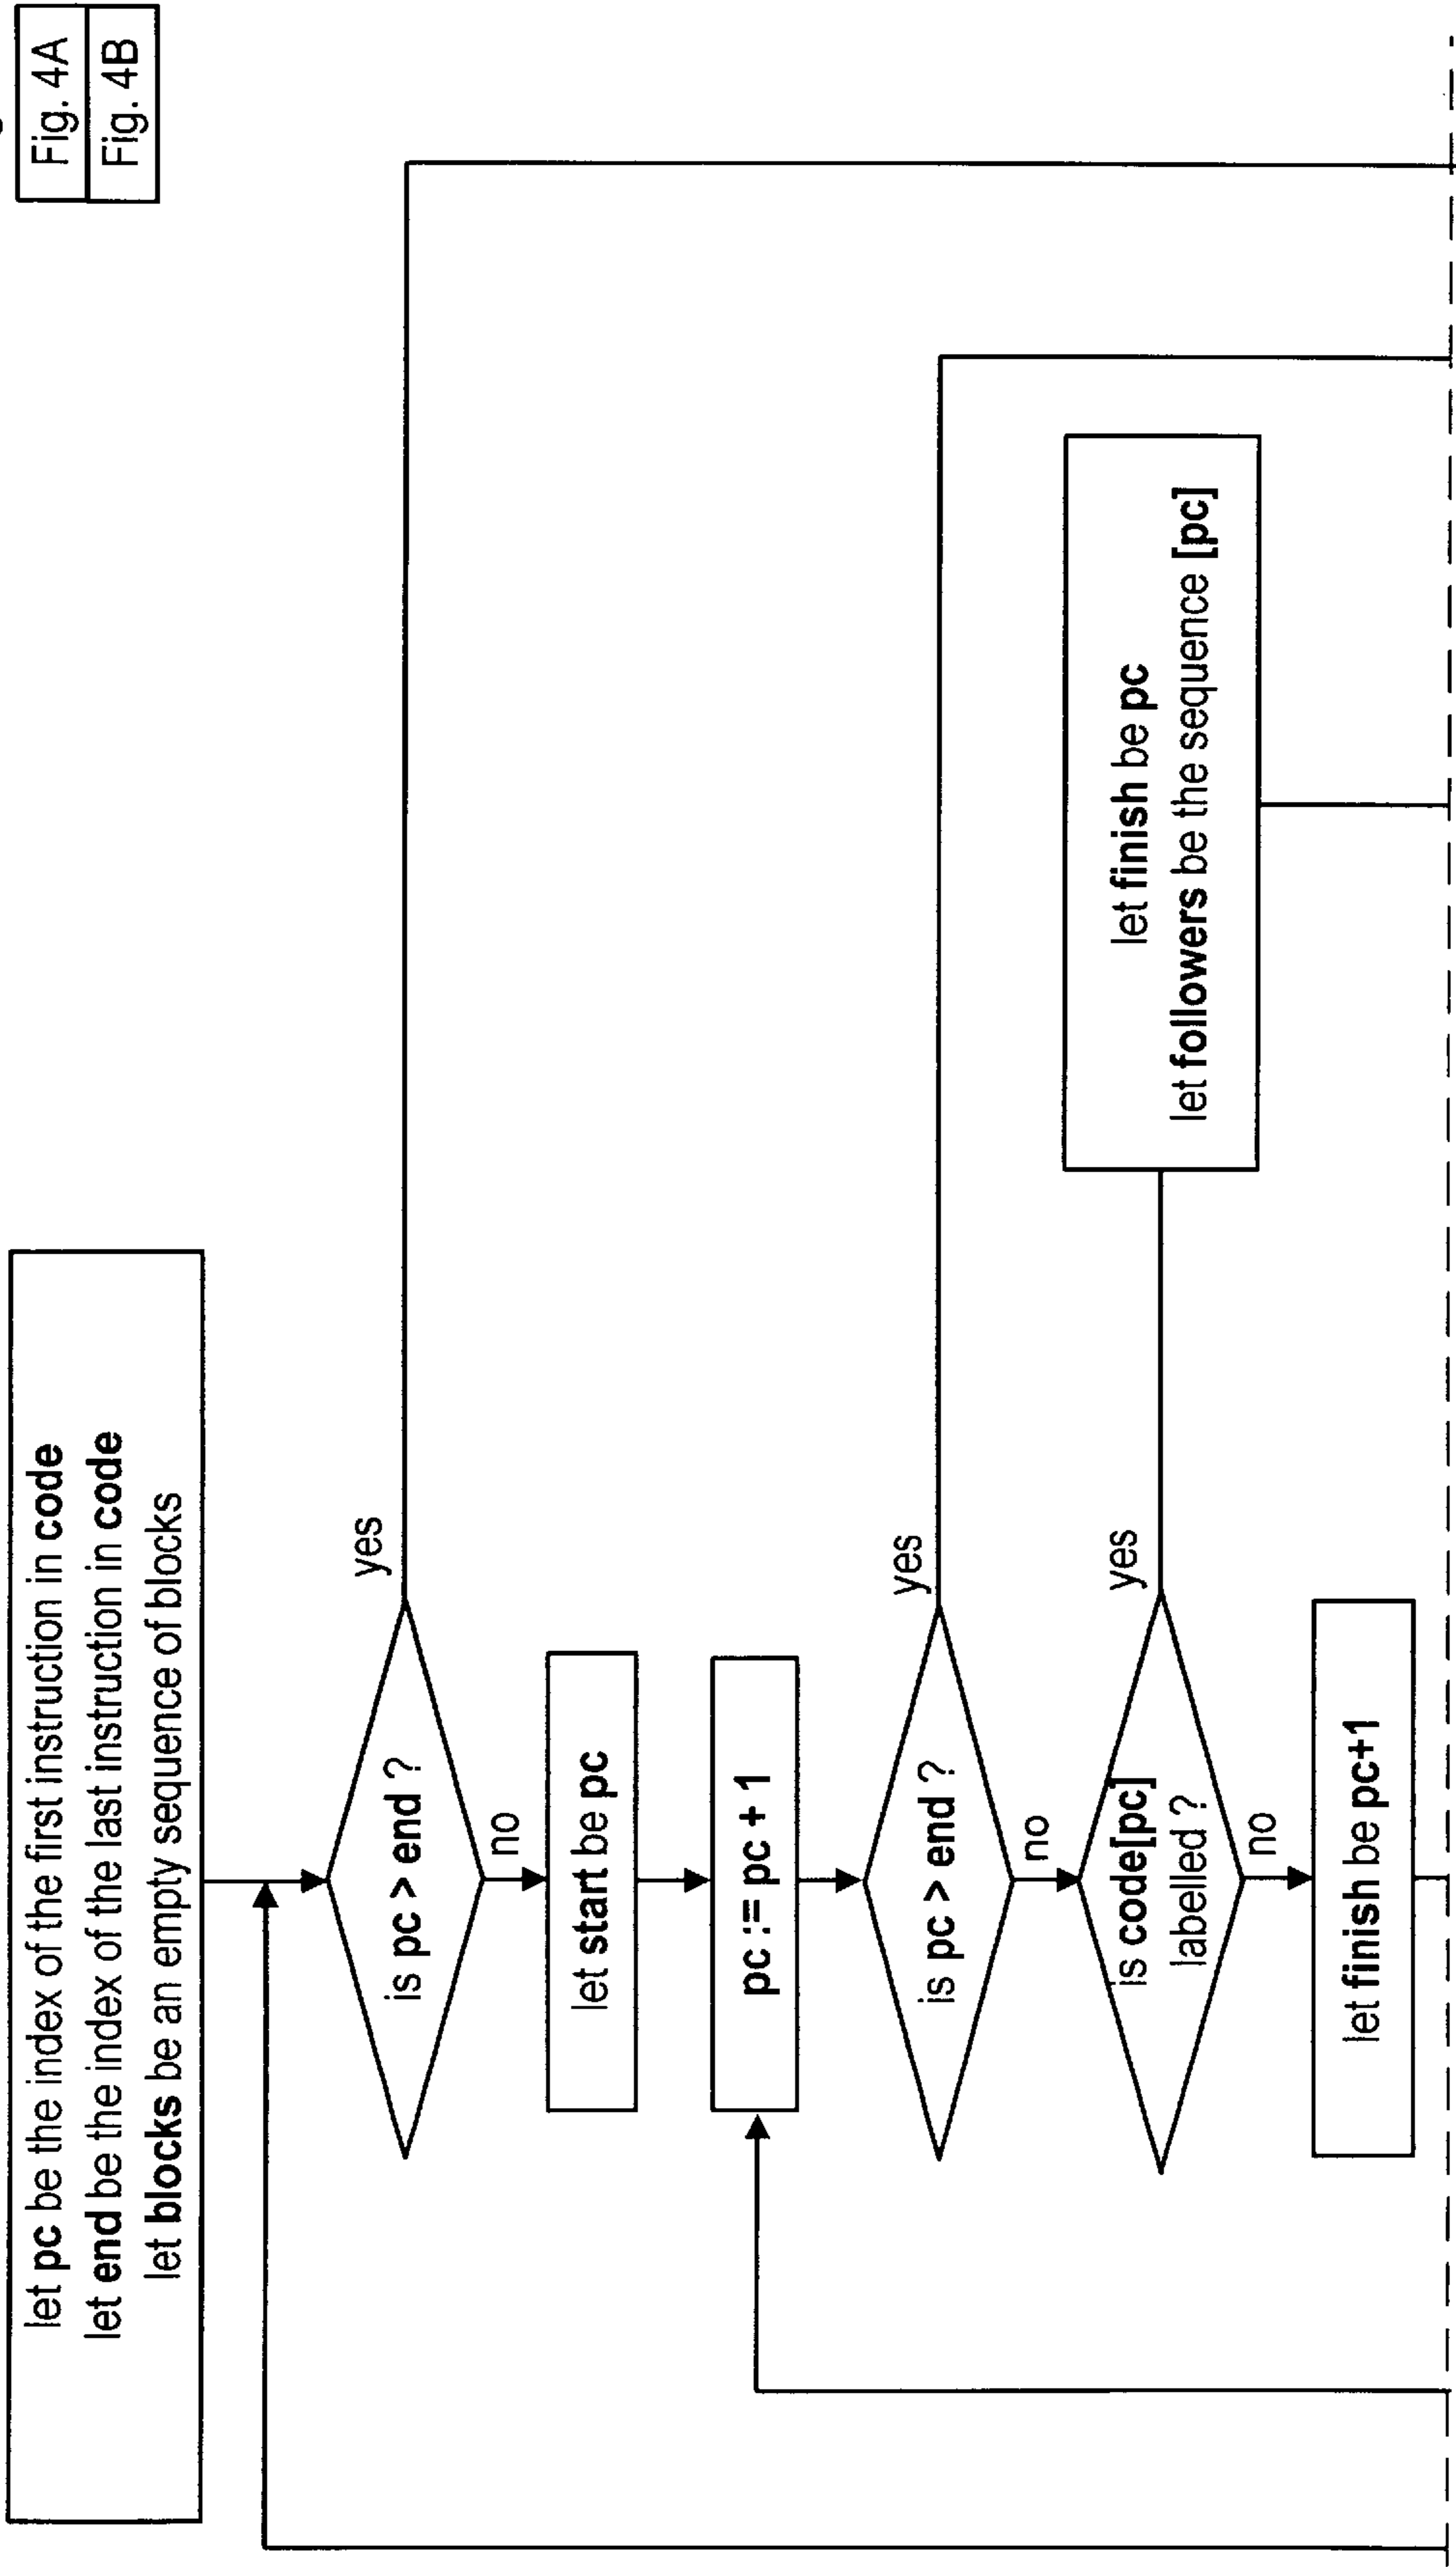 Fig. 4A
Fig. 4B
let pc be the index of the first instruction in code
let end be the index of the last instruction in code
let blocks be an empty sequence of blocks
is pc > end ?
yes
no
let start be pc
pc := pc + 1
is pc > end ?
yes
no
is code[pc]
labelled ?
yes
no
let finish be pc
let followers be the sequence [pc]
let finish be pc+1